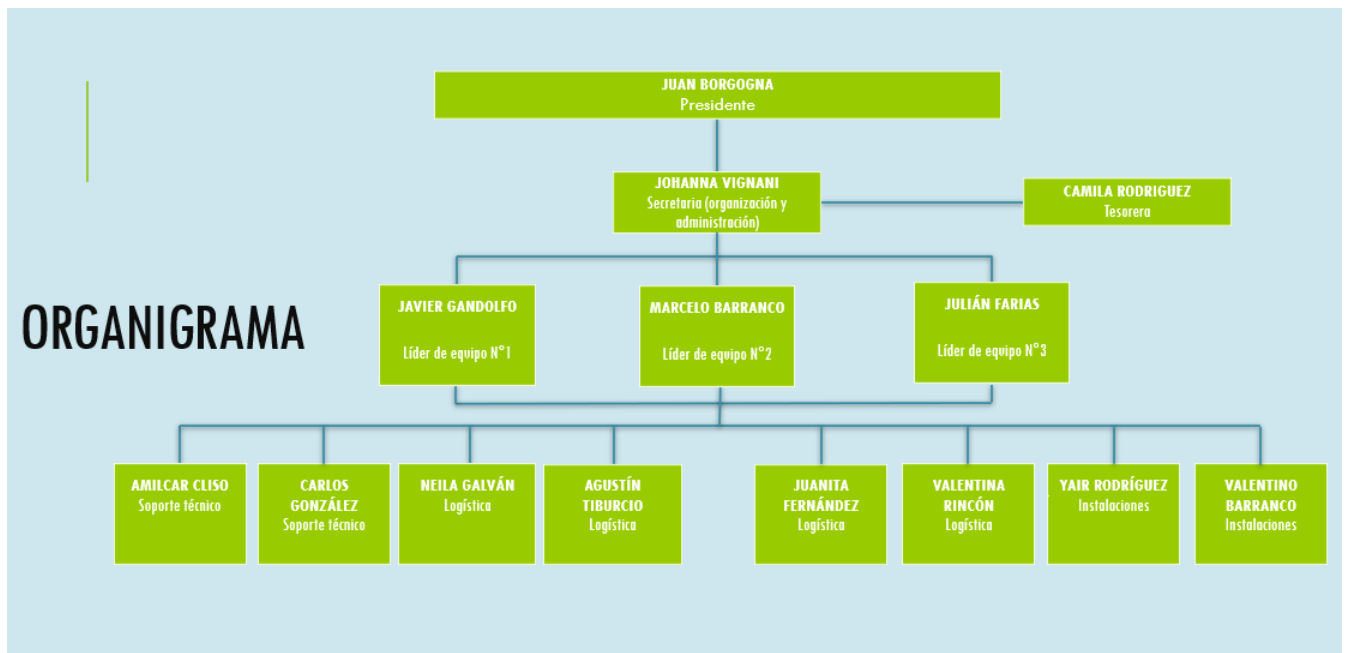 JUAN BORGOGNA
Presidente
JOHANNA VIGNANI
Secretaria (organización y
administración)
CAMILA RODRIGUEZ
Tesorera
ORGANIGRAMA
JAVIER GANDOLFO
Líder de equipo N°1
MARCELO BARRANCO
Líder de equipo N°2
JULIÁN FARIAS
Líder de equipo N°3
AMILCAR CLISO
Soporte técnico
CARLOS
GONZÁLEZ
Soporte técnico
NEILA GALVÁN
Logística
AGUSTÍN
TIBURCIO
Logística
JUANITA
FERNÁNDEZ
Logística
VALENTINA
RINCÓN
Logística
YAIR RODRÍGUEZ
Instalaciones
VALENTINO
BARRANCO
Instalaciones